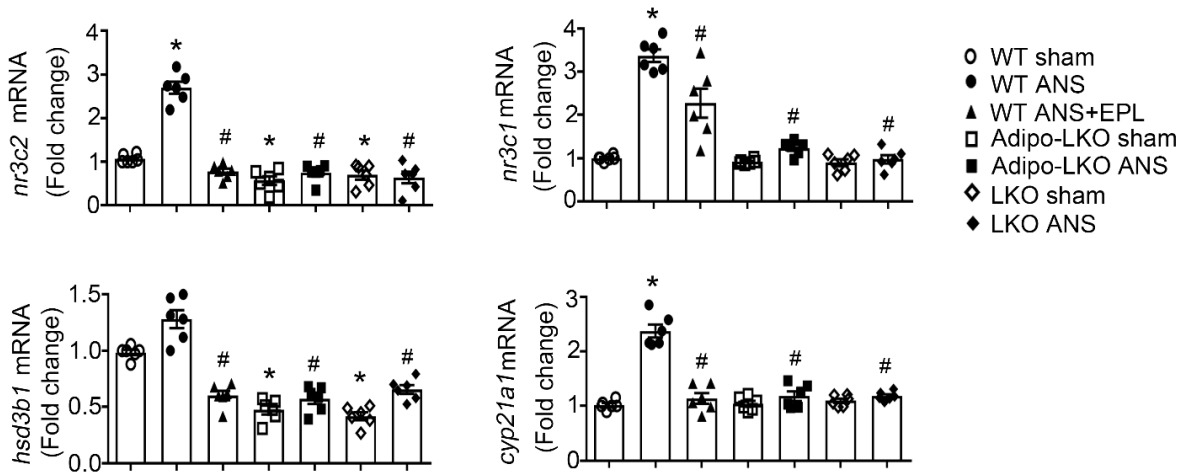 nr3c2 mRNA
(Fold change)
4
3
2
1
0
*
#
*
#
*
#
nr3c1 mRNA
(Fold change)
4
3
2
1
0
*
#
#
#
WT sham
WT ANS
WT ANS+EPL
Adipo-LKO sham
Adipo-LKO ANS
LKO sham
LKO ANS
hsd3b1 mRNA
(Fold change)
1.5
1.0
0.5
0.0
#
*
#
*
#
cyp21a1mRNA
(Fold change)
3
2
1
0
*
#
#
#